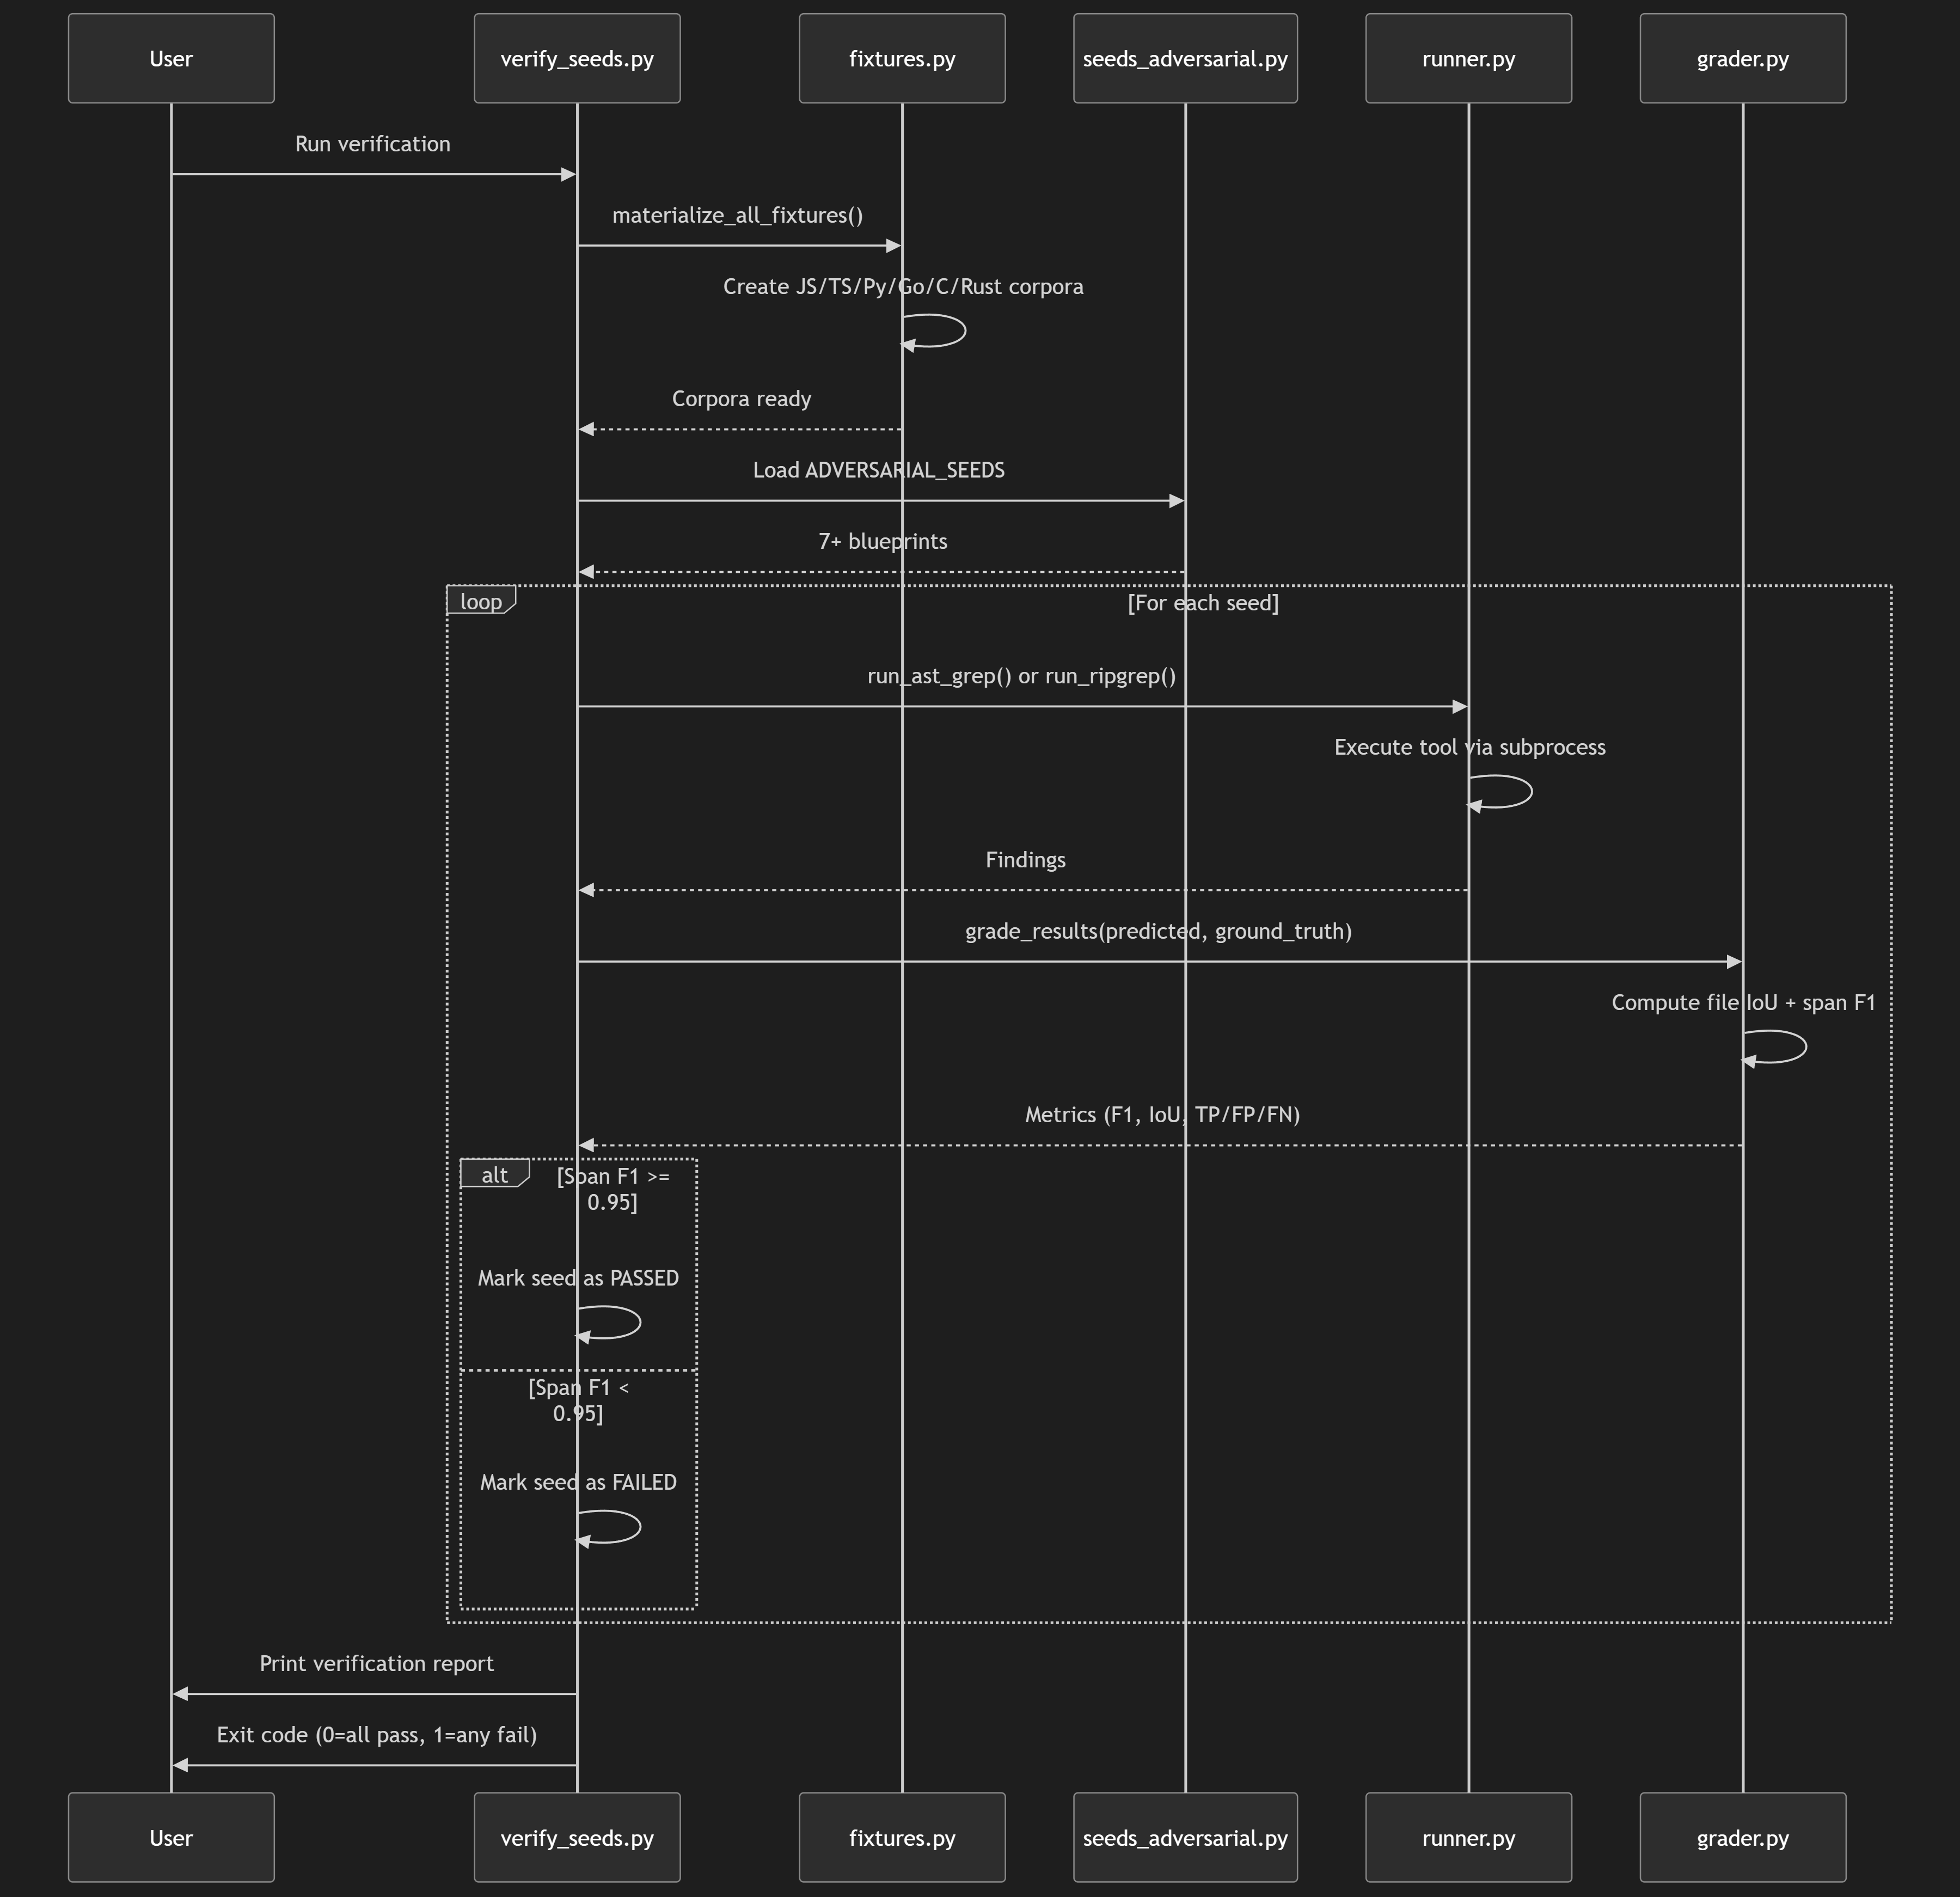 User
verify_seeds.py
fixtures.py
seeds_adversarial.py
runner.py
grader.py
Run verification
materialize_all_fixtures()
Create JS/TS/Py/Go/C/Rust corpora
Corpora ready
Load ADVERSARIAL_SEEDS
7+ blueprints
loop
[For each seed]
run_ast_grep() or run_ripgrep()
Execute tool via subprocess
Findings
grade_results(predicted, ground_truth)
Compute file IoU + span F1
Metrics (F1, IoU, TP/FP/FN)
alt
[Span F1 >=
0.95]
Mark seed as PASSED
[Span F1 <
0.95]
Mark seed as FAILED
Print verification report
Exit code (0=all pass, 1=any fail)
User
verify_seeds.py
fixtures.py
seeds_adversarial.py
runner.py
grader.py